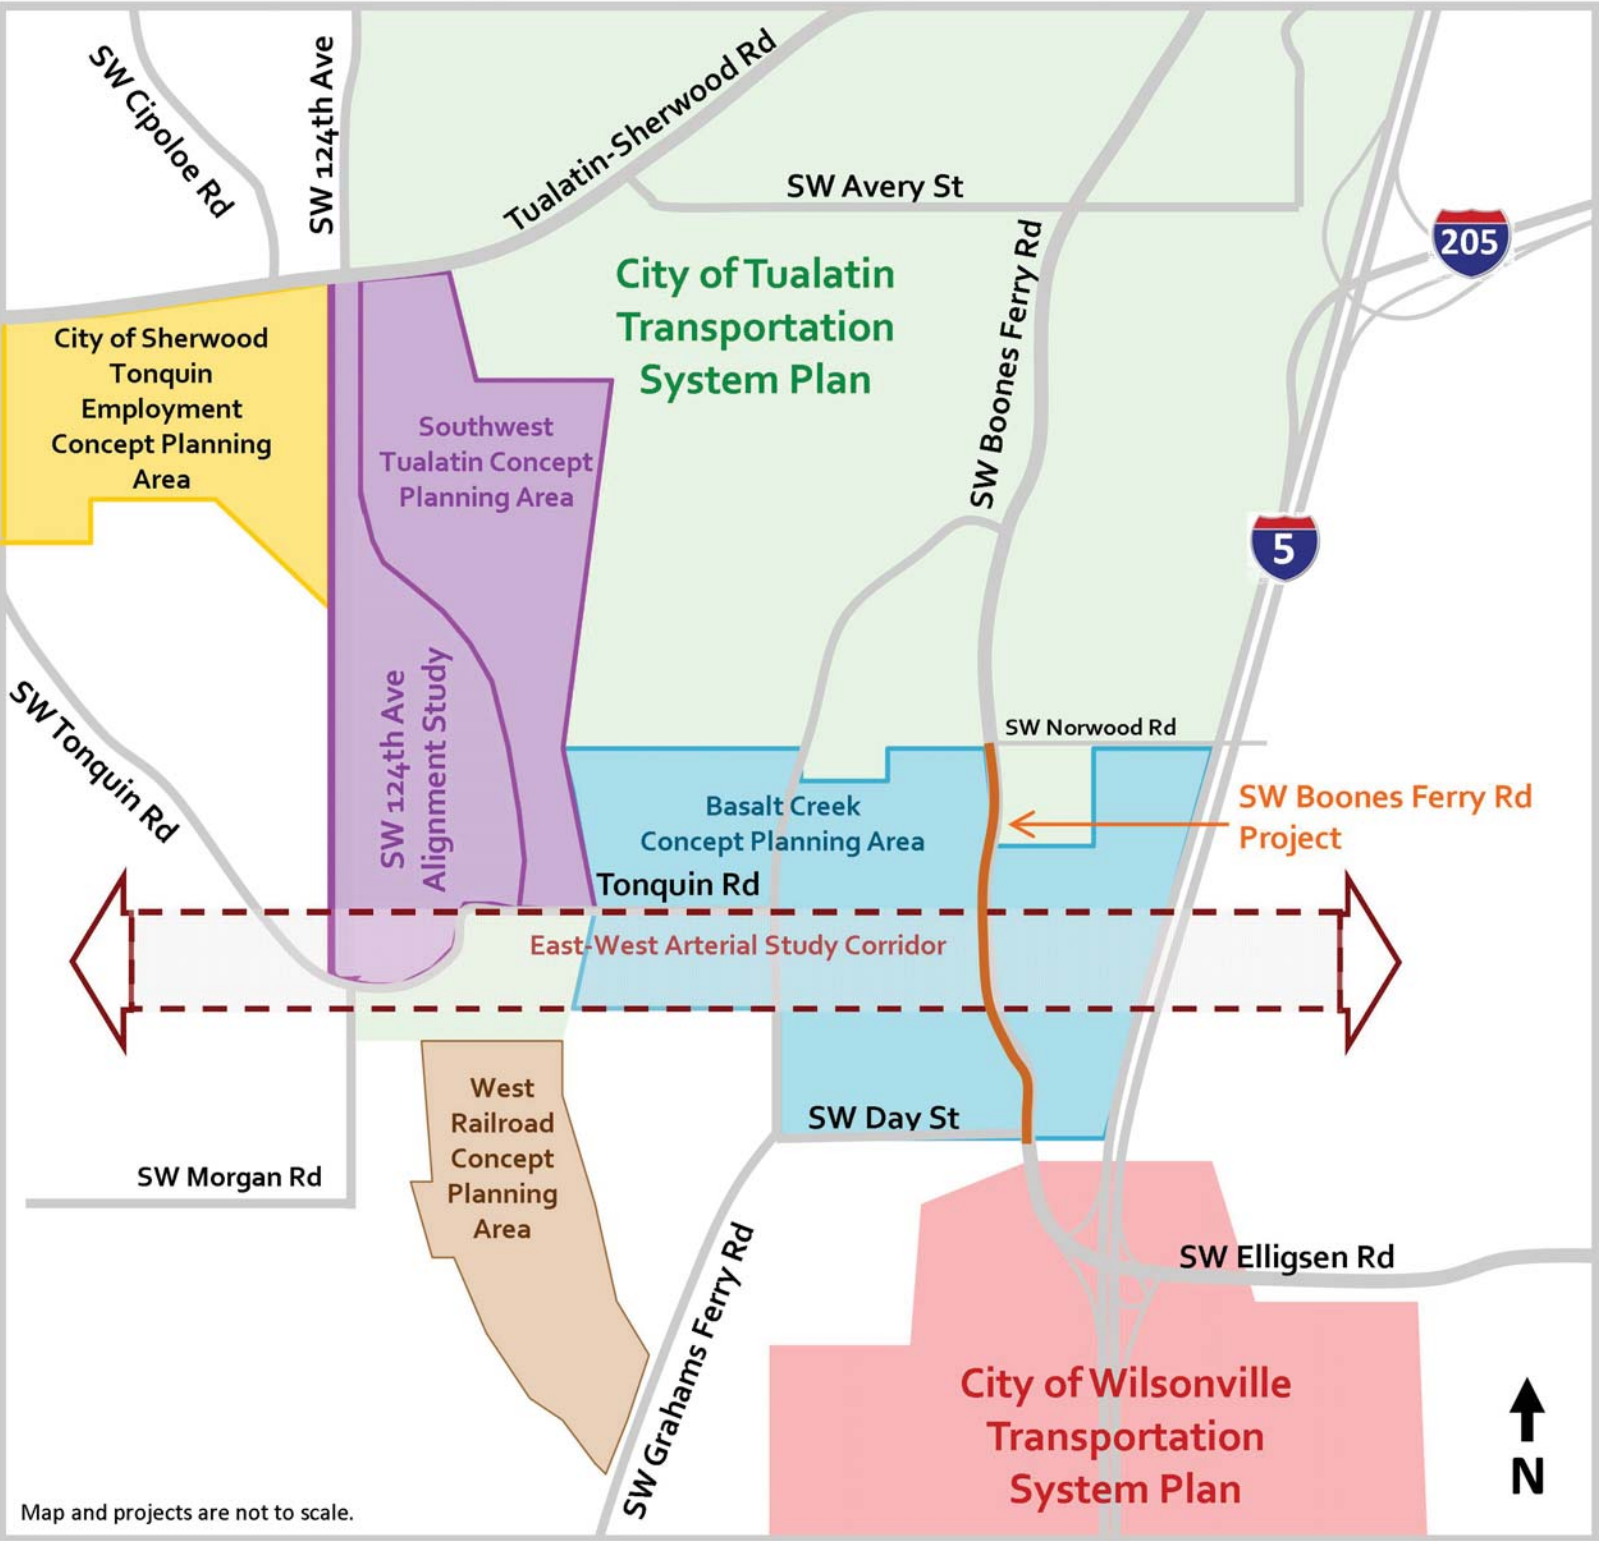 SW Cipoloe Rd
SW 124th Ave
Tualatin-Sherwood Rd
SW Avery St
205
City of Tualatin
Transportation
System Plan
SW Boones Ferry Rd
City of Sherwood
Tonquin
Employment
Concept Planning
Area
Southwest
Tualatin Concept
Planning Area
5
SW Tonquin Rd
SW 124th Ave
Alignment Study
SW Norwood Rd
Basalt Creek
Concept Planning Area
SW Boones Ferry Rd
Project
Tonquin Rd
East-West Arterial Study Corridor
West
Railroad
Concept
Planning
Area
SW Day St
SW Morgan Rd
SW Grahams Ferry Rd
SW Elligsen Rd
City of Wilsonville
Transportation
System Plan
N
Map and projects are not to scale.